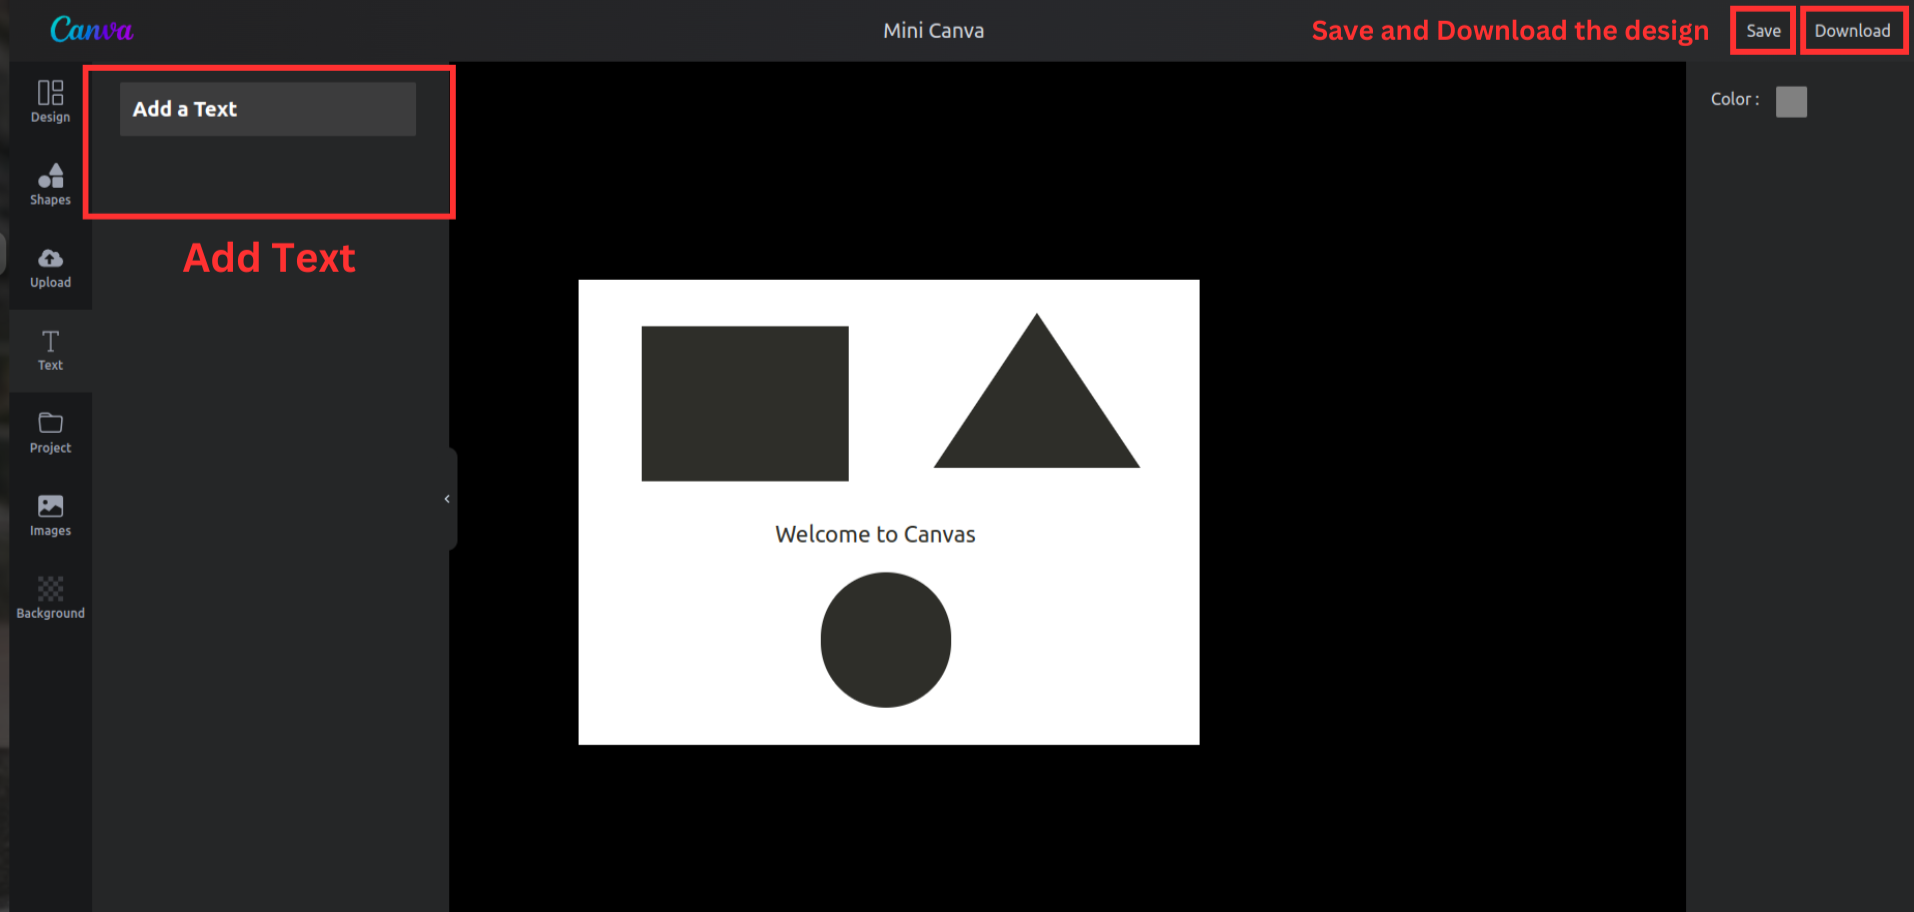 Canva
Mini Canva
Save and Download the design
Save
Download
Design
Shapes
Upload
Text
Project
Images
Background
Add a Text
Add Text
Welcome to Canvas
Color :